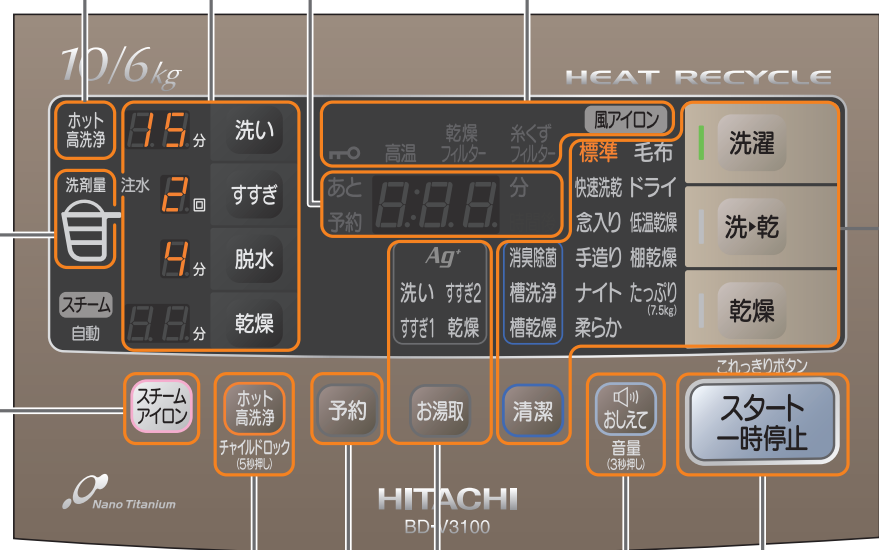 10/6kg
HEAT RECYCLE
ホット
高洗浄
15分
洗い
乾燥
フィルター
糸くず
フィルター
高温
風アイロン
標準 毛布
洗濯
洗剤量
注水 2回
すすぎ
あと
予約
8:88
分
快速洗乾 ドライ
念入り 低温乾燥
洗▸乾
4分
脱水
Ag+
洗い すすぎ2
すすぎ1 乾燥
消臭除菌
槽洗浄
槽乾燥
手造り 棚乾燥
ナイト たっぷり
(7.5kg)
柔らか
スチーム
自動
88分
乾燥
乾燥
これっきりボタン
スチーム
アイロン
ホット
高洗浄
チャイルドロック
(5秒押し)
予約
お湯取
清潔
おしえて
音量
(3秒押し)
スタート
一時停止
Nano Titanium
HITACHI
BD-V3100